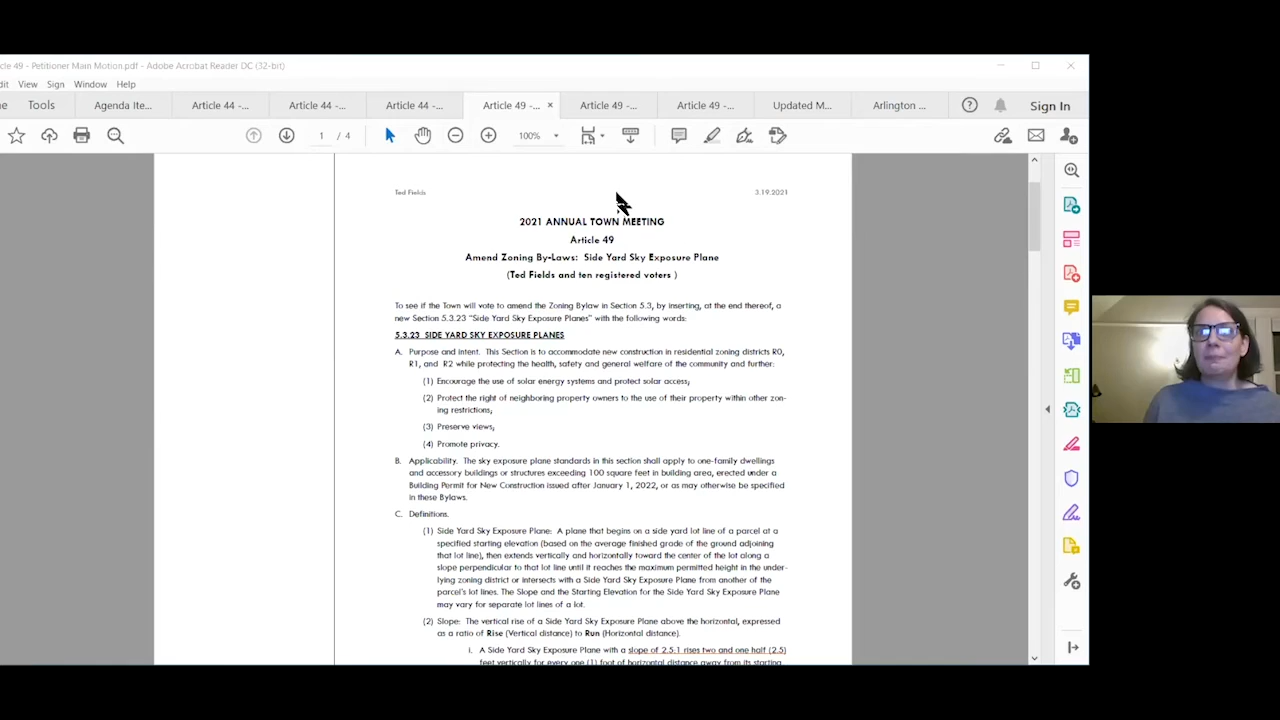 cle 49 - Petitioner Main Motion.pdf - Adobe Acrobat Reader DC (32-bit)
dit View Sign Window Help
ne Tools Agenda Ite... Article 44 -... Article 44 -... Article 44 -... Article 49 -... × Article 49 -... Article 49 -... Updated M... Arlington ... Sign In
1 / 4 100%
Ted Fields 3.19.2021
2021 ANNUAL TOWN MEETING
Article 49
Amend Zoning By-Laws: Side Yard Sky Exposure Plane
(Ted Fields and ten registered voters )
To see if the Town will vote to amend the Zoning Bylaw in Section 5.3, by inserting, at the end thereof, a
new Section 5.3.23 "Side Yard Sky Exposure Planes" with the following words:
5.3.23 SIDE YARD SKY EXPOSURE PLANES
A. Purpose and intent. This Section is to accommodate new construction in residential zoning districts R0,
R1, and R2 while protecting the health, safety and general welfare of the community and further:
(1) Encourage the use of solar energy systems and protect solar access;
(2) Protect the right of neighboring property owners to the use of their property within other zon-
ing restrictions;
(3) Preserve views;
(4) Promote privacy.
B. Applicability. The sky exposure plane standards in this section shall apply to one-family dwellings
and accessory buildings or structures exceeding 100 square feet in building area, erected under a
Building Permit for New Construction issued after January 1, 2022, or as may otherwise be specified
in these Bylaws.
C. Definitions.
(1) Side Yard Sky Exposure Plane: A plane that begins on a side yard lot line of a parcel at a
specified starting elevation (based on the average finished grade of the ground adjoining
that lot line), then extends vertically and horizontally toward the center of the lot along a
slope perpendicular to that lot line until it reaches the maximum permitted height in the under-
lying zoning district or intersects with a Side Yard Sky Exposure Plane from another of the
parcel's lot lines. The Slope and the Starting Elevation for the Side Yard Sky Exposure Plane
may vary for separate lot lines of a lot.
(2) Slope: The vertical rise of a Side Yard Sky Exposure Plane above the horizontal, expressed
as a ratio of Rise (Vertical distance) to Run (Horizontal distance).
i. A Side Yard Sky Exposure Plane with a slope of 2.5:1 rises two and one half (2.5)
feet vertically for every one (1) foot of horizontal distance away from its starting